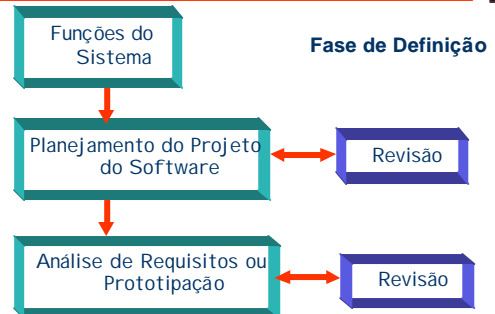 Funções do
Sistema
Fase de Definição
Planejamento do Projeto
do Software
Revisão
Análise de Requisitos ou
Prototipação
Revisão